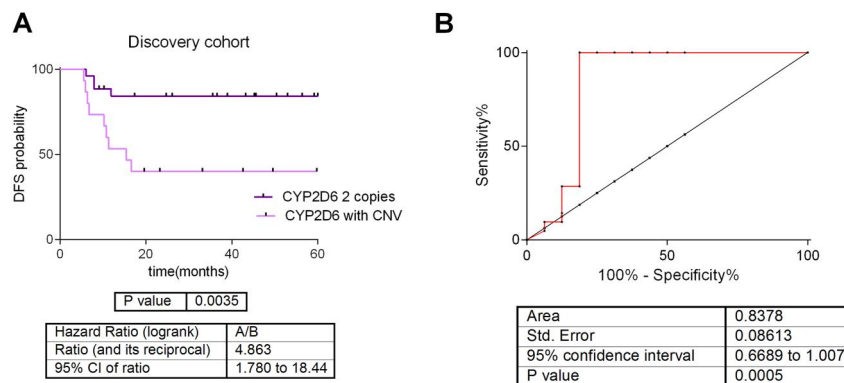 A
Discovery cohort
100
50
0
DFS probability
CYP2D6 2 copies
CYP2D6 with CNV
0 20 40 60
time(months)
P value 0.0035
Hazard Ratio (logrank) A/B
Ratio (and its reciprocal) 4.863
95% CI of ratio 1.780 to 18.44
B
100
50
0
Sensitivity%
0 50 100
100% - Specificity%
Area 0.8378
Std. Error 0.08613
95% confidence interval 0.6689 to 1.007
P value 0.0005